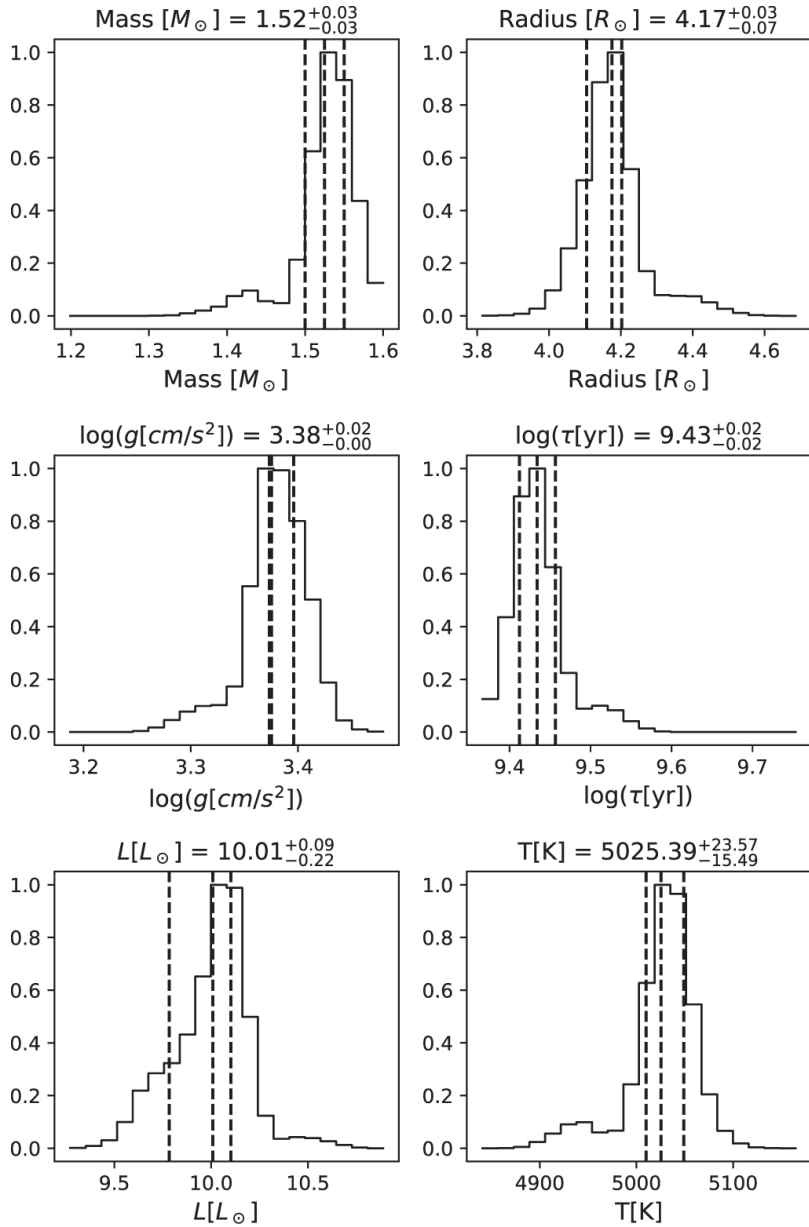 Mass [M⊙] = 1.52+0.03 −0.03
Radius [R⊙] = 4.17+0.03 −0.07
1.0
0.8
0.6
0.4
0.2
0.0
1.0
0.8
0.6
0.4
0.2
0.0
1.2 1.3 1.4 1.5 1.6
3.8 4.0 4.2 4.4 4.6
Mass [M⊙]
Radius [R⊙]
log(g[cm/s²]) = 3.38+0.02 −0.00
log(τ[yr]) = 9.43+0.02 −0.02
1.0
0.8
0.6
0.4
0.2
0.0
1.0
0.8
0.6
0.4
0.2
0.0
3.2 3.3 3.4
9.4 9.5 9.6 9.7
log(g[cm/s²])
log(τ[yr])
L[L⊙] = 10.01+0.09 −0.22
T[K] = 5025.39+23.57 −15.49
1.0
0.8
0.6
0.4
0.2
0.0
1.0
0.8
0.6
0.4
0.2
0.0
9.5 10.0 10.5
4900 5000 5100
L[L⊙]
T[K]